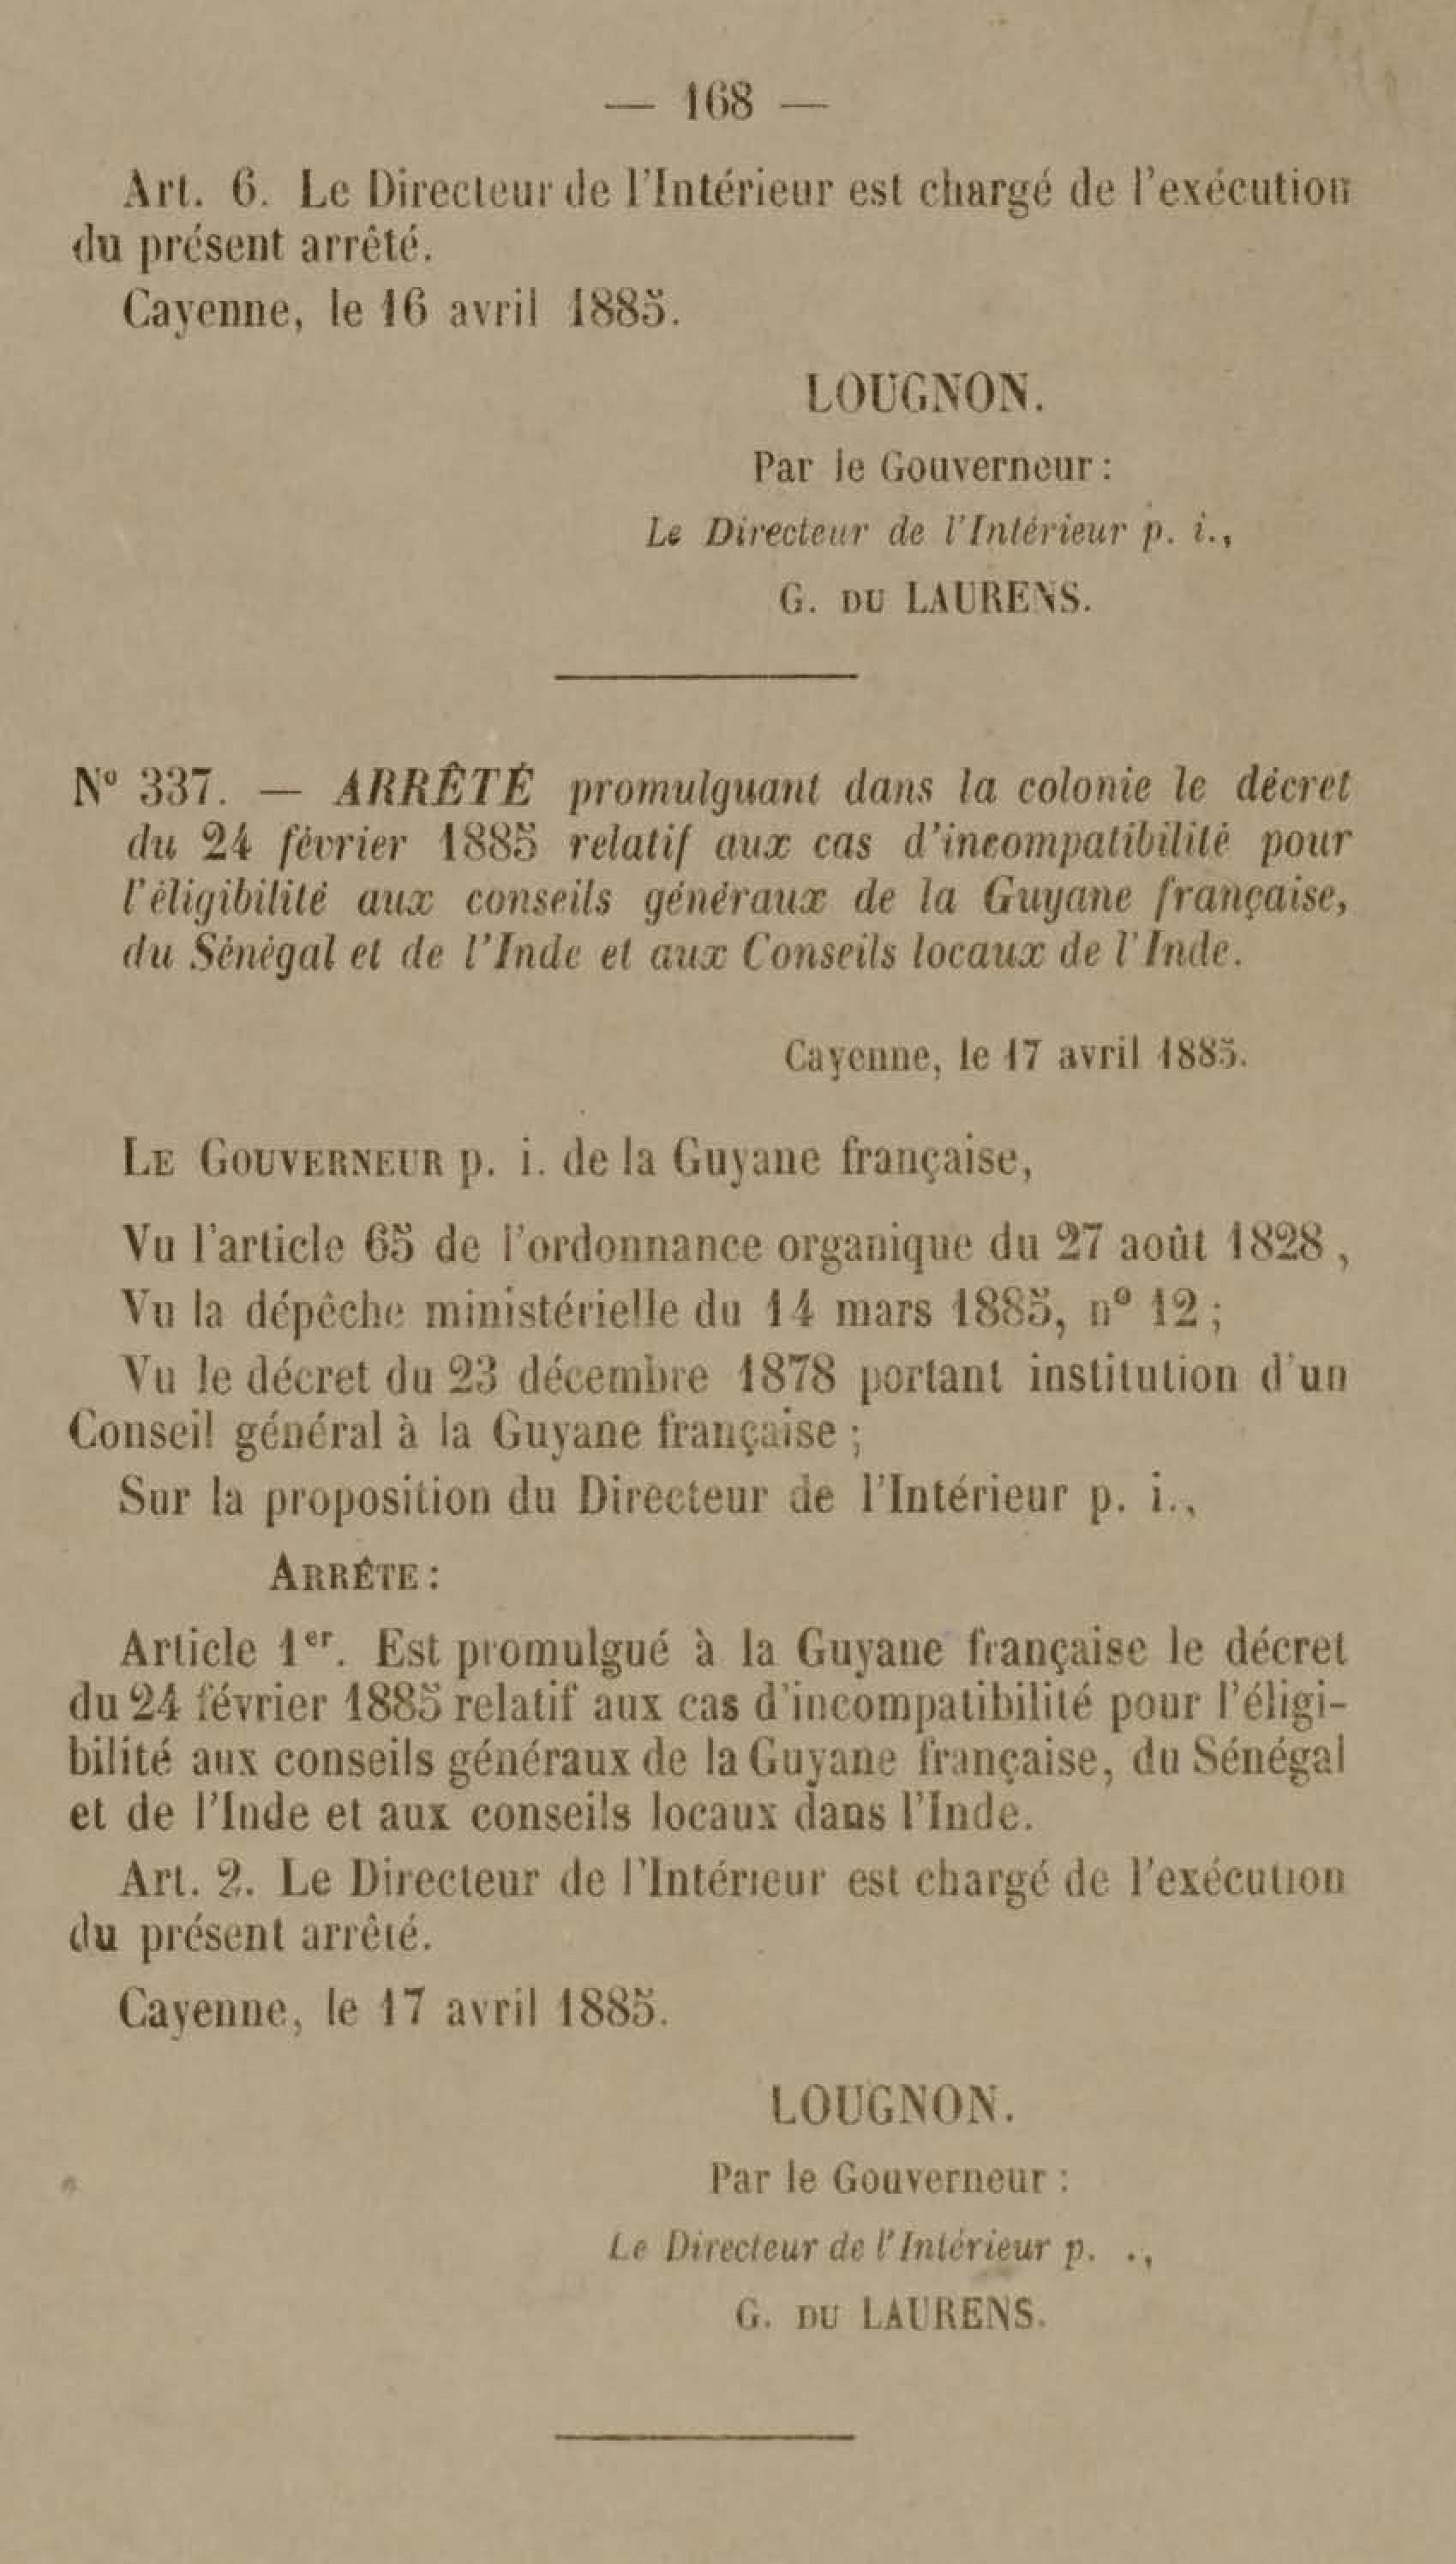 — 168 —
Art. 6. Le Directeur de l'Intérieur est chargé de l'exécution
du présent arrêté.
Cayenne, le 16 avril 1885.
LOUGNON.
Par le Gouverneur :
Le Directeur de l'Intérieur p. i.,
G. DU LAURENS.
N° 337. — ARRÊTÉ promulguant dans la colonie le décret
du 24 février 1885 relatif aux cas d'incompatibilité pour
l'éligibilité aux conseils généraux de la Guyane française,
du Sénégal et de l'Inde et aux Conseils locaux de l'Inde.
Cayenne, le 17 avril 1885.
LE GOUVERNEUR p. i. de la Guyane française,
Vu l'article 65 de l'ordonnance organique du 27 août 1828,
Vu la dépêche ministérielle du 14 mars 1885, n° 12 ;
Vu le décret du 23 décembre 1878 portant institution d'un
Conseil général à la Guyane française ;
Sur la proposition du Directeur de l'Intérieur p. i.,
ARRÊTE :
Article 1er. Est promulgué à la Guyane française le décret
du 24 février 1885 relatif aux cas d'incompatibilité pour l'éligi-
bilité aux conseils généraux de la Guyane française, du Sénégal
et de l'Inde et aux conseils locaux dans l'Inde.
Art. 2. Le Directeur de l'Intérieur est chargé de l'exécution
du présent arrêté.
Cayenne, le 17 avril 1885.
LOUGNON.
Par le Gouverneur :
Le Directeur de l'Intérieur p. .,
G. DU LAURENS.